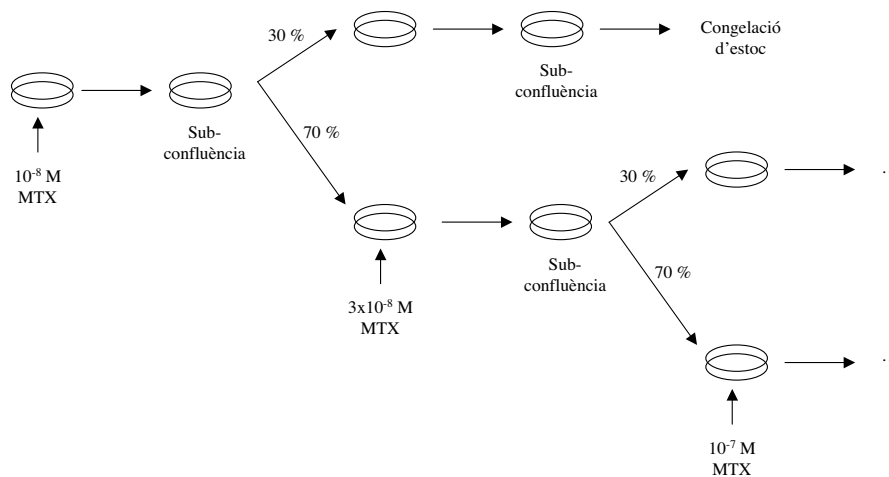 30 %
Congelació
d'estoc
Sub-
confluència
Sub-
confluència
70 %
10⁻⁸ M
MTX
30 %
.
Sub-
confluència
70 %
3x10⁻⁸ M
MTX
.
10⁻⁷ M
MTX